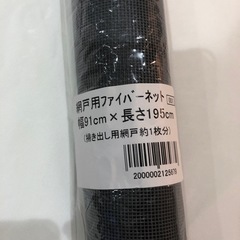 網戸用ファイバーネット
幅91cm×長さ195cm
(掃き出し用網戸約1枚分)
2000002125679